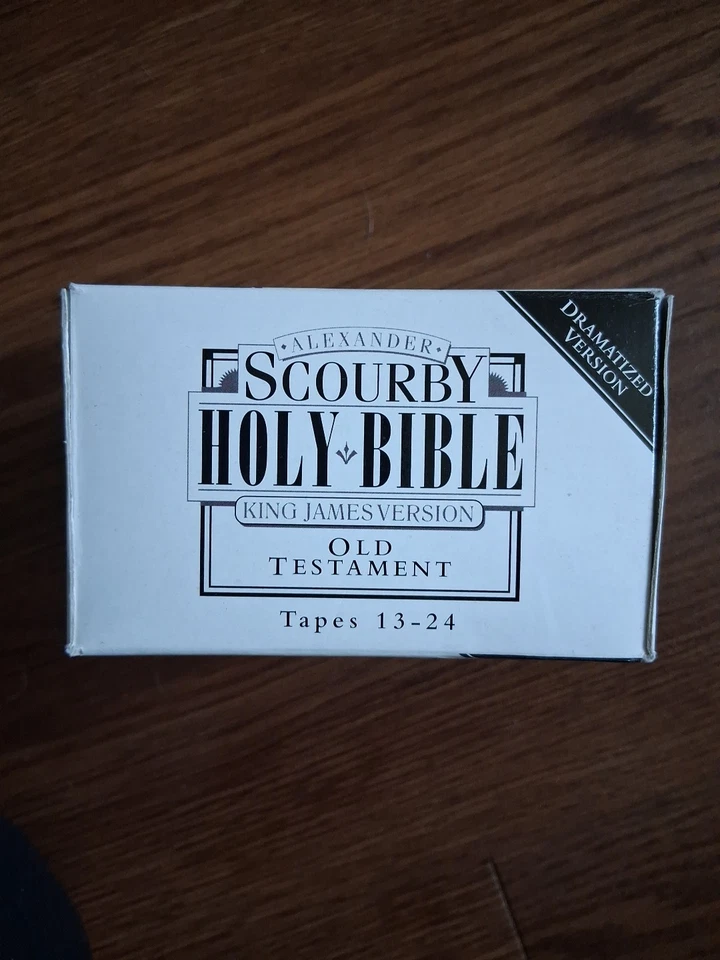 ALEXANDER
SCOURBY
HOLY BIBLE
KING JAMES VERSION
OLD
TESTAMENT
Tapes 13-24
DRAMATIZED
VERSION